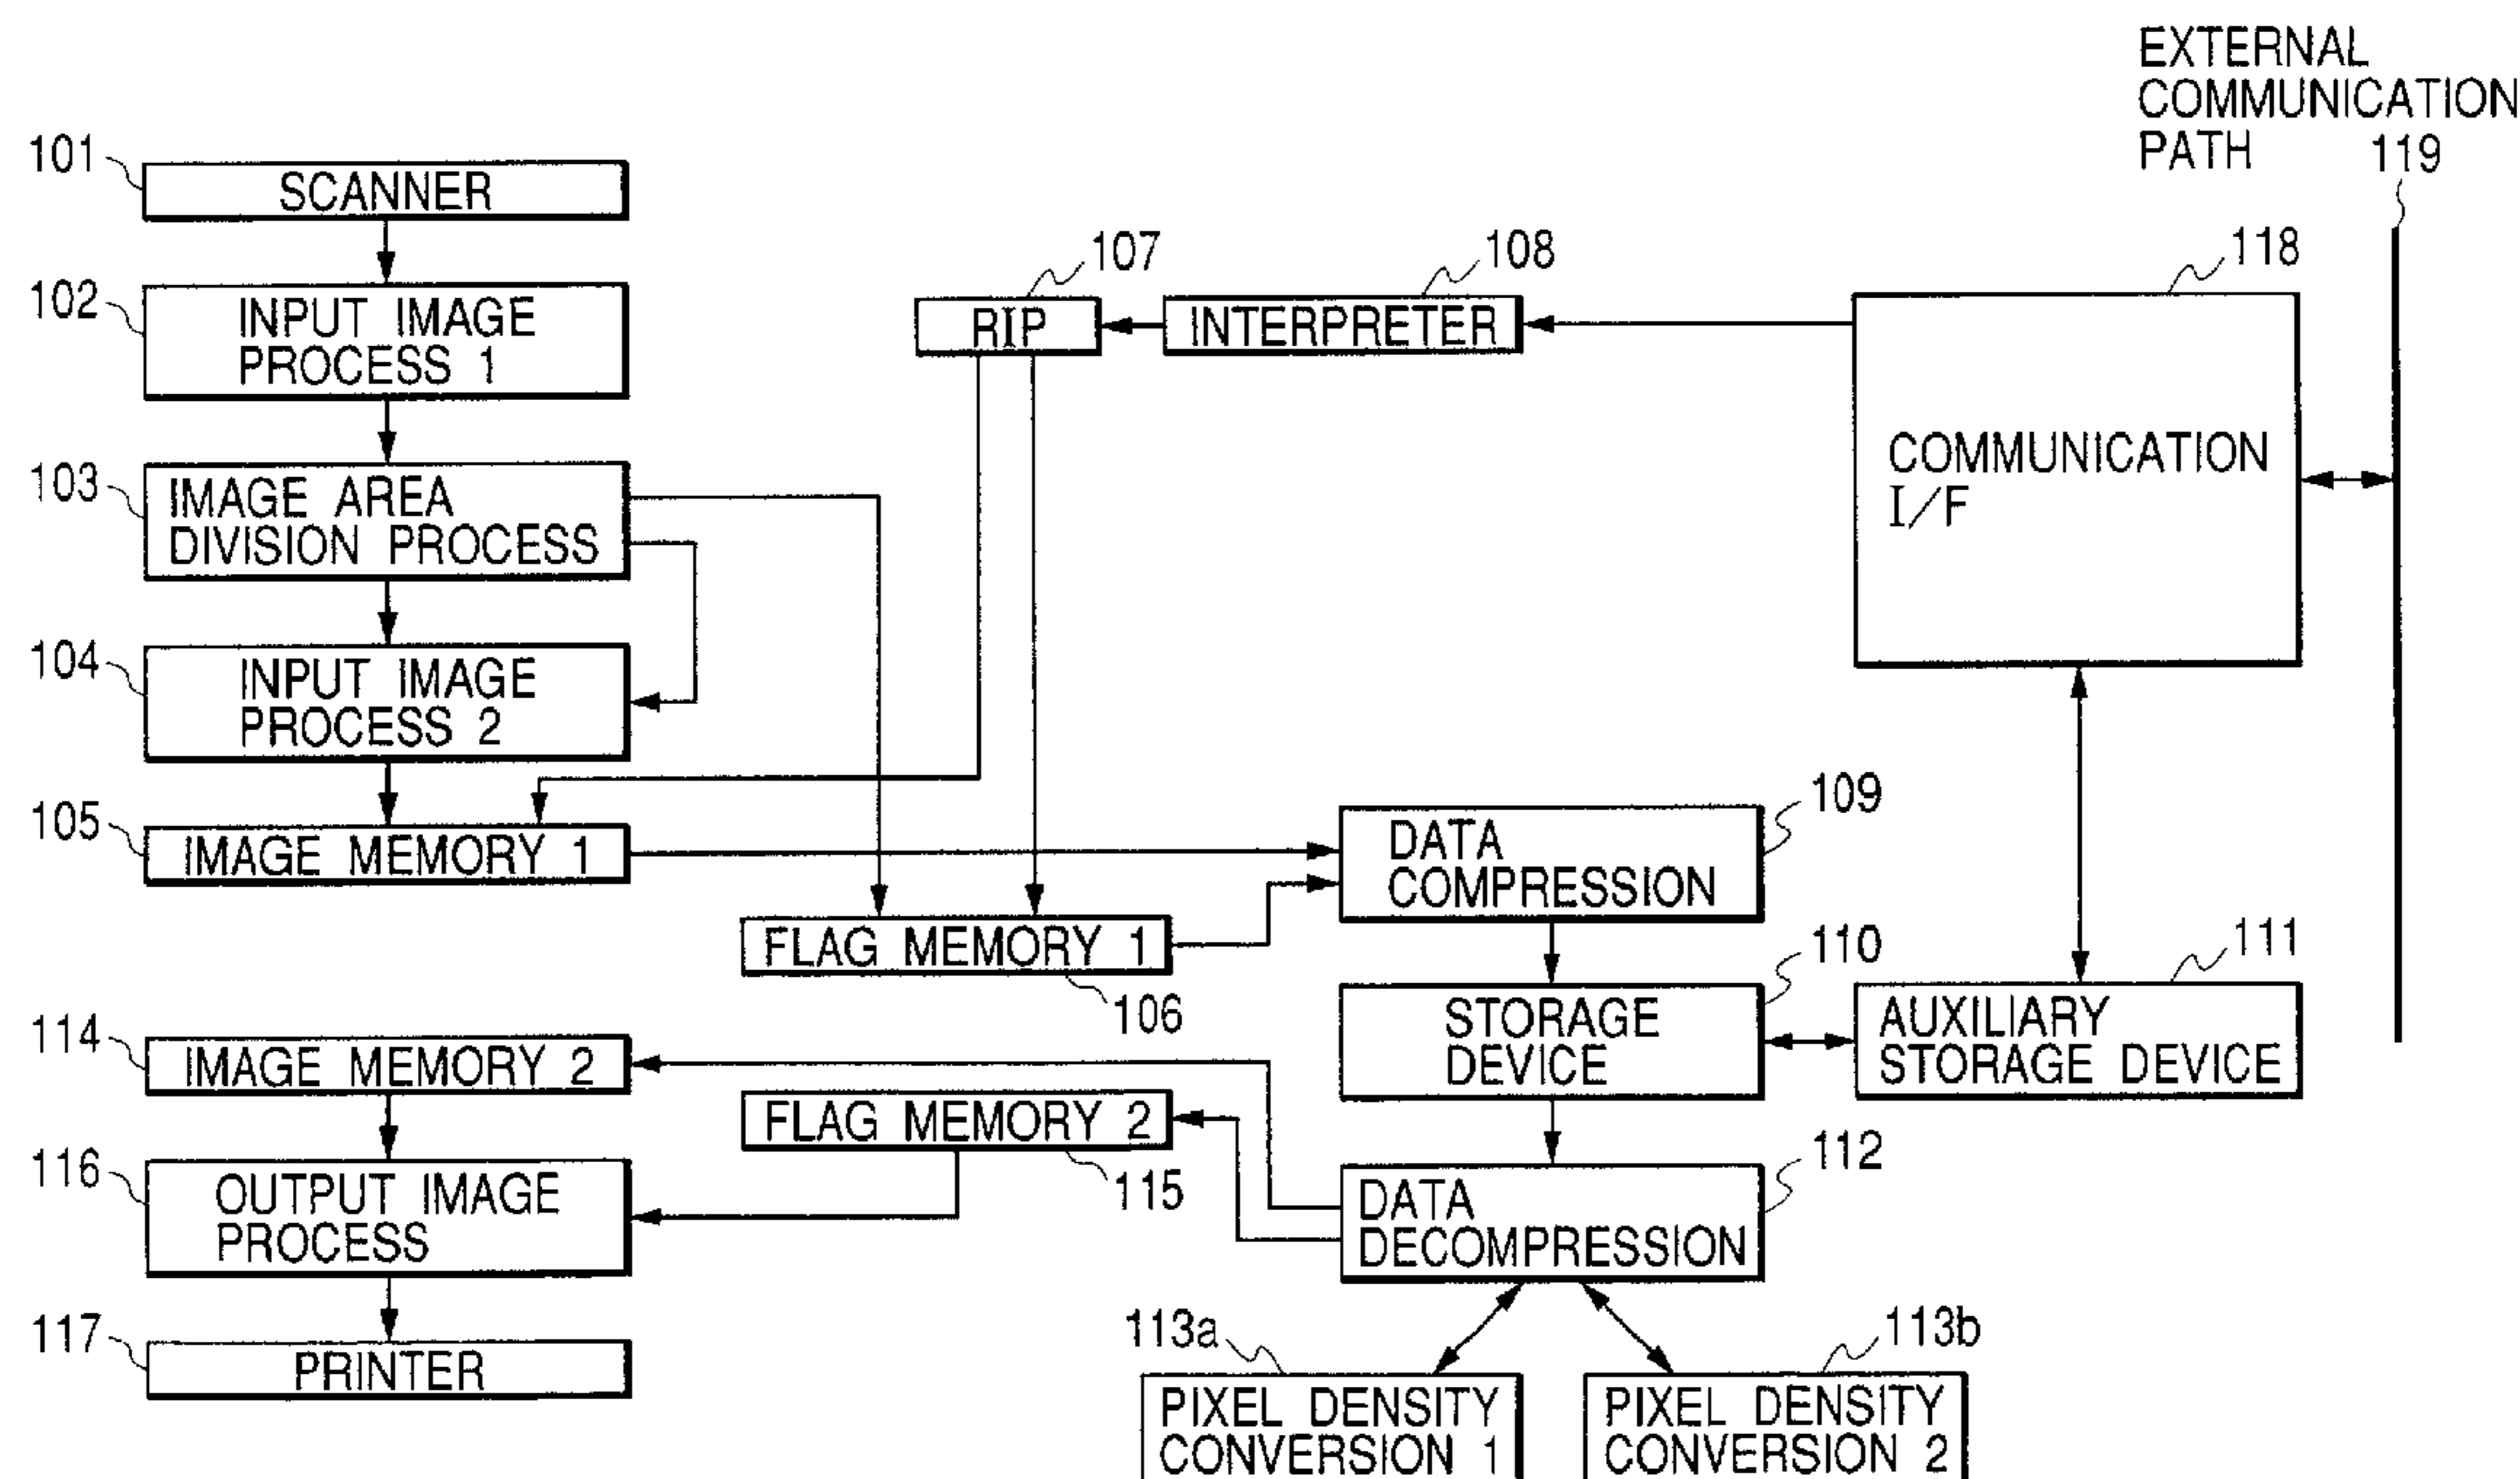 EXTERNAL
COMMUNICATION
PATH 119
101
SCANNER
102
INPUT IMAGE
PROCESS 1
107
RIP
108
INTERPRETER
118
COMMUNICATION
I/F
103
IMAGE AREA
DIVISION PROCESS
104
INPUT IMAGE
PROCESS 2
105
IMAGE MEMORY 1
109
DATA
COMPRESSION
FLAG MEMORY 1
106
110
STORAGE
DEVICE
111
AUXILIARY
STORAGE DEVICE
114
IMAGE MEMORY 2
FLAG MEMORY 2
115
112
DATA
DECOMPRESSION
116
OUTPUT IMAGE
PROCESS
117
PRINTER
113a
PIXEL DENSITY
CONVERSION 1
113b
PIXEL DENSITY
CONVERSION 2